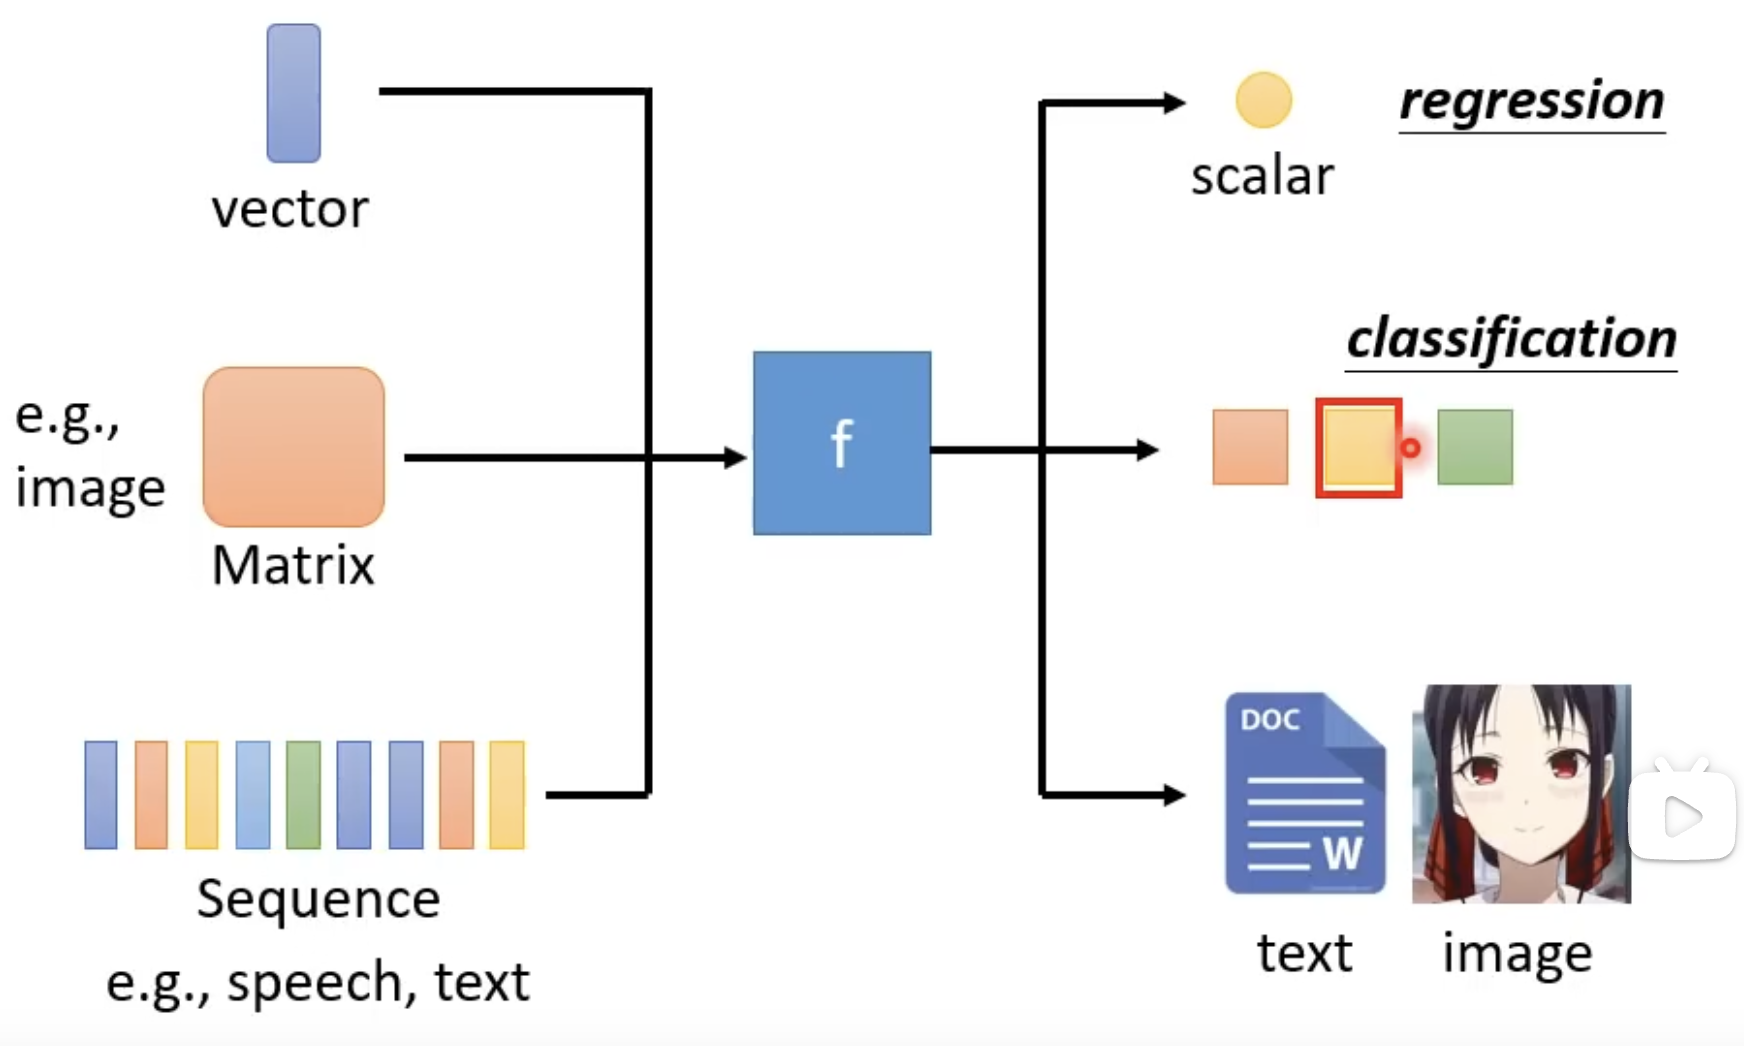 vector
e.g.,
image
Matrix
Sequence
e.g., speech, text
f
scalar
regression
classification
DOC
W
text
image